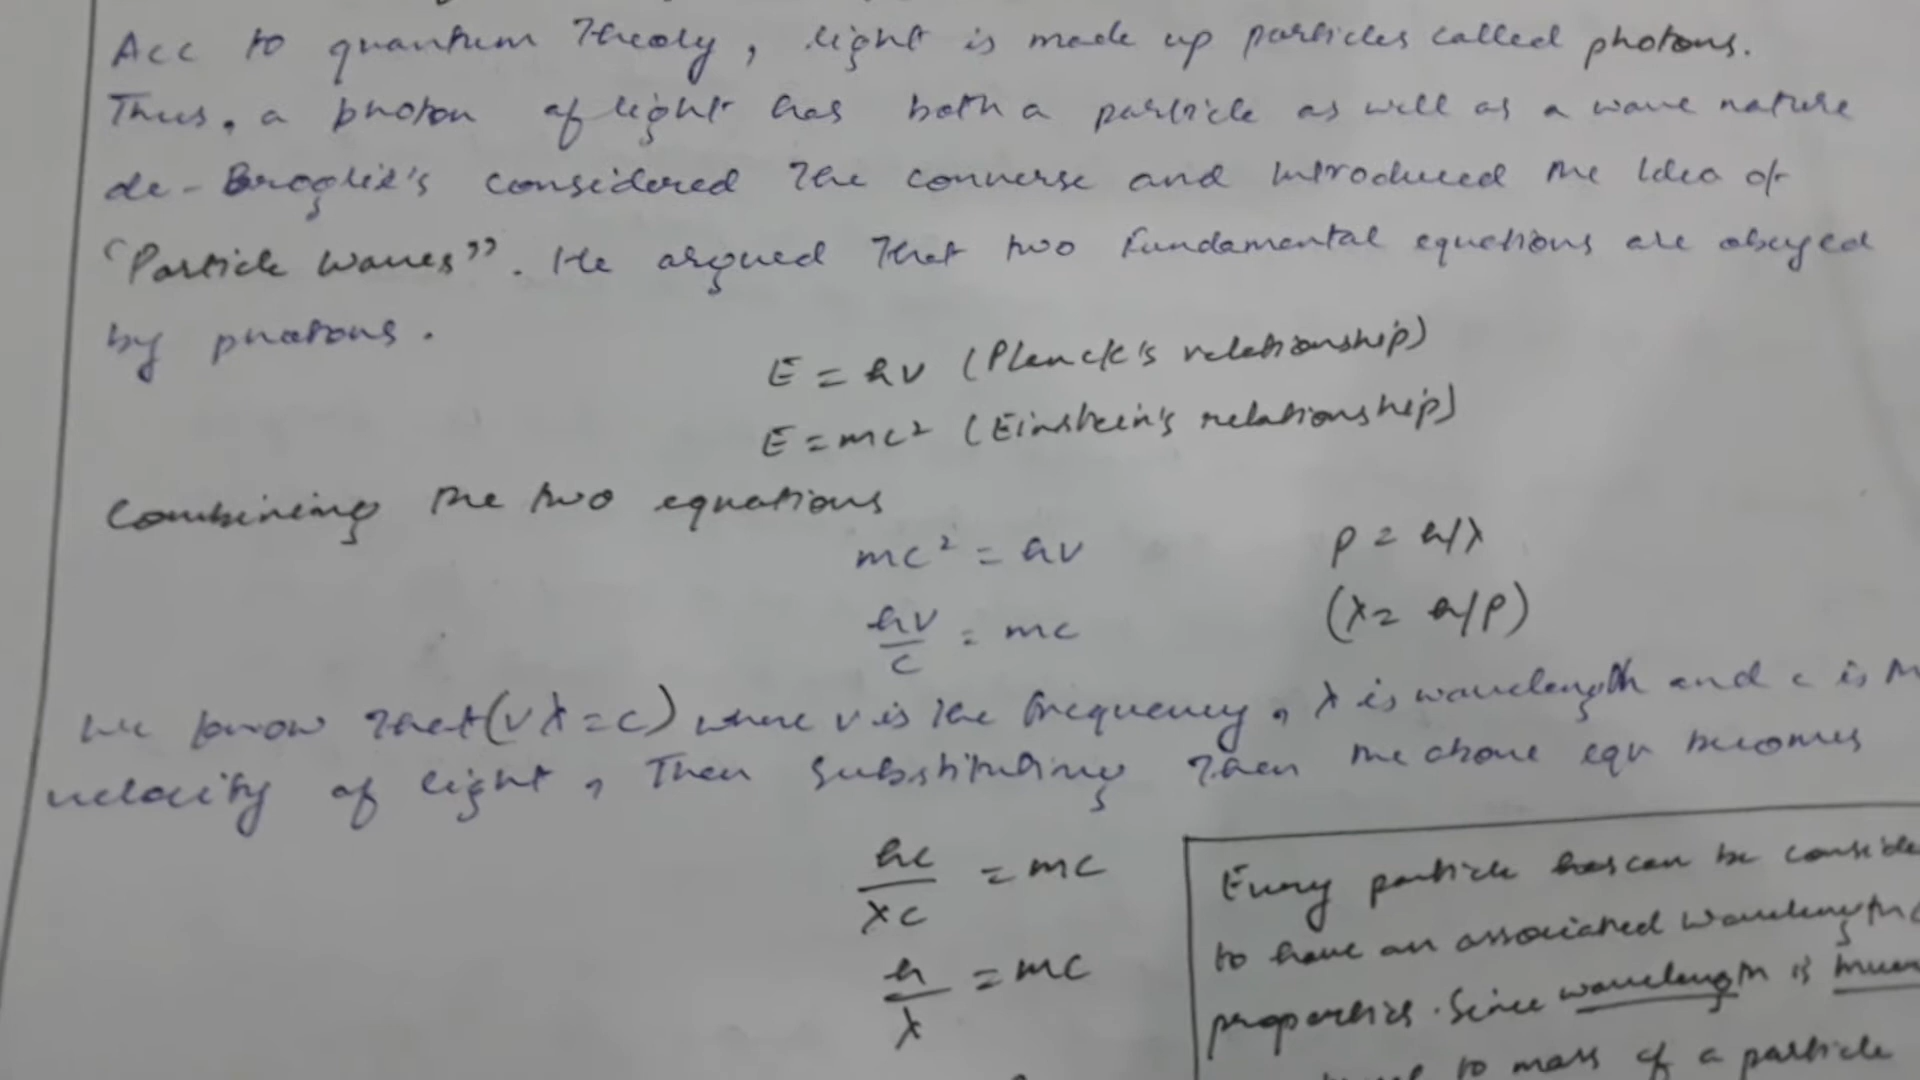 Acc to quantum Theory, light is made up particles called photons.
Thus, a photon of light has both a particle as well as a wave nature
de-Broglie's considered the converse and introduced the idea of
"Particle waves". He argued that two fundamental equations are obeyed
by photons.
E = hν (Planck's relationship)
E = mc² (Einstein's relationship)
Combining the two equations
mc² = hν
p = h/λ
hν/c = mc
(λ = h/p)
We know that (νλ = c) where ν is the frequency, λ is wavelength and c is
velocity of light, Then substituting then the above eqn becomes
hc/λc = mc
h/λ = mc
Every particle has can be
to have an associated wavelength
properties. Since wavelength is
to mass of a particle